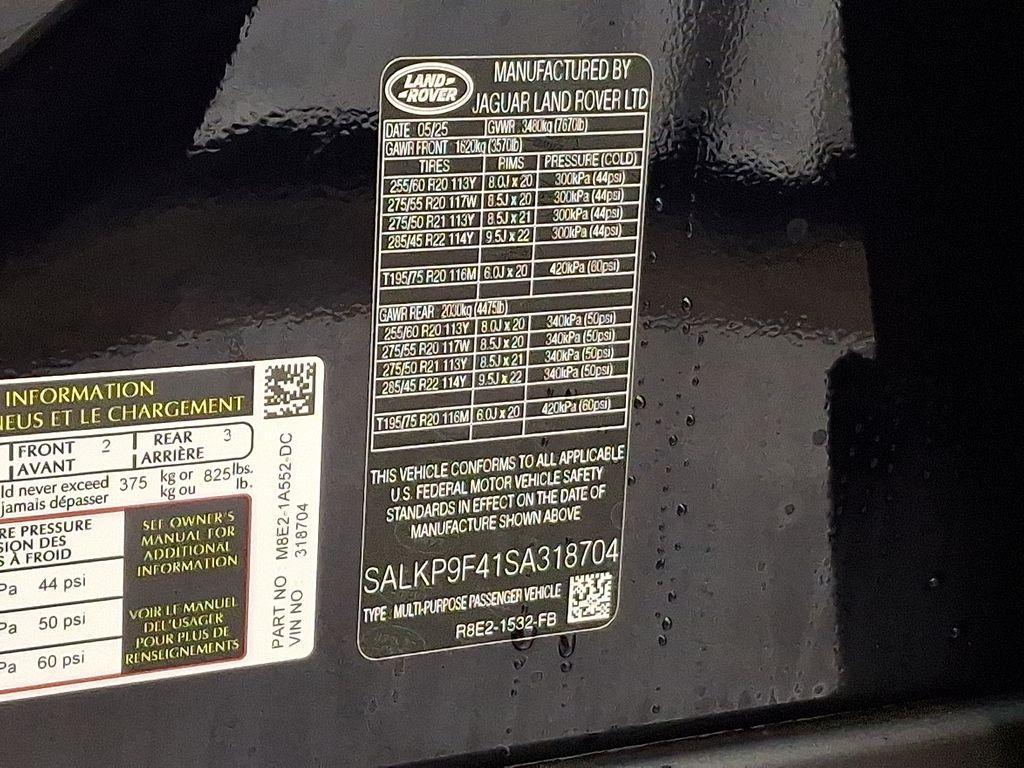 LAND-
-ROVER
MANUFACTURED BY
JAGUAR LAND ROVER LTD
DATE 05/25 GVWR 3480kg (7670lb)
GAWR FRONT 1620kg (3570lb)
TIRES RIMS PRESSURE (COLD)
255/60 R20 113Y 8.0J x 20 300kPa (44psi)
275/55 R20 117W 8.5J x 20 300kPa (44psi)
275/50 R21 113Y 8.5J x 21 300kPa (44psi)
285/45 R22 114Y 9.5J x 22 300kPa (44psi)
T195/75 R20 116M 6.0J x 20 420kPa (60psi)
GAWR REAR 2030kg (4475lb)
255/60 R20 113Y 8.0J x 20 340kPa (50psi)
275/55 R20 117W 8.5J x 20 340kPa (50psi)
275/50 R21 113Y 8.5J x 21 340kPa (50psi)
285/45 R22 114Y 9.5J x 22 340kPa (50psi)
T195/75 R20 116M 6.0J x 20 420kPa (60psi)
THIS VEHICLE CONFORMS TO ALL APPLICABLE
U.S. FEDERAL MOTOR VEHICLE SAFETY
STANDARDS IN EFFECT ON THE DATE OF
MANUFACTURE SHOWN ABOVE
SALKP9F41SA318704
TYPE : MULTI-PURPOSE PASSENGER VEHICLE
R8E2-1532-FB
INFORMATION
NEUS ET LE CHARGEMENT
FRONT 2 REAR 3
AVANT ARRIÈRE
ld never exceed 375 kg or 825 lbs.
jamais dépasser kg ou lb.
RE PRESSURE
SION DES
S À FROID
Pa 44 psi
Pa 50 psi
Pa 60 psi
SEE OWNER'S
MANUAL FOR
ADDITIONAL
INFORMATION
VOIR LE MANUEL
DE L'USAGER
POUR PLUS DE
RENSEIGNEMENTS
PART NO : M8E2-1A552-DC
VIN NO : 318704